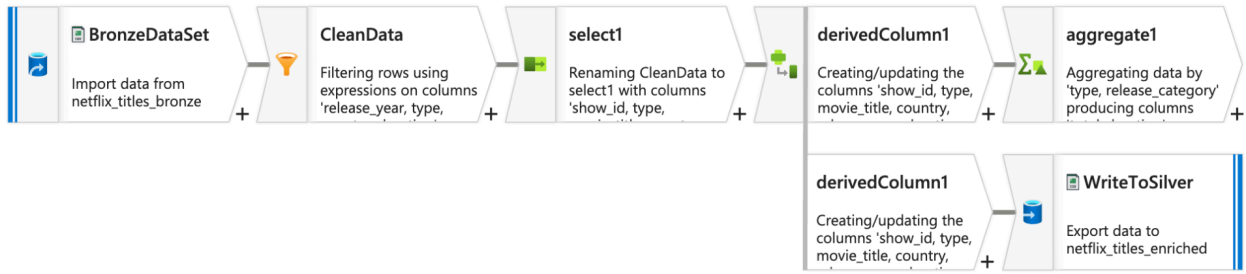 BronzeDataSet
Import data from
netflix_titles_bronze
+
CleanData
Filtering rows using
expressions on columns
'release_year, type,
+
select1
Renaming CleanData to
select1 with columns
'show_id, type,
+
derivedColumn1
Creating/updating the
columns 'show_id, type,
movie_title, country,
+
aggregate1
Aggregating data by
'type, release_category'
producing columns
+
derivedColumn1
Creating/updating the
columns 'show_id, type,
movie_title, country,
+
WriteToSilver
Export data to
netflix_titles_enriched